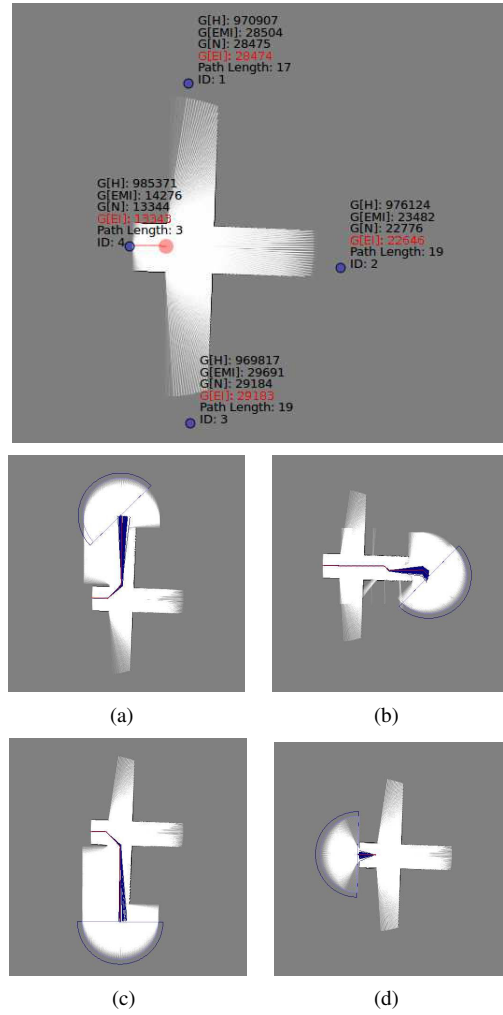 G[H]: 970907
G[EMI]: 28504
G[N]: 28475
G[EI]: 28474
Path Length: 17
ID: 1
G[H]: 985371
G[EMI]: 14276
G[N]: 13344
G[EI]: 13343
Path Length: 3
ID: 4
G[H]: 976124
G[EMI]: 23482
G[N]: 22776
G[EI]: 22646
Path Length: 19
ID: 2
G[H]: 969817
G[EMI]: 29691
G[N]: 29184
G[EI]: 29183
Path Length: 19
ID: 3
(a)
(b)
(c)
(d)